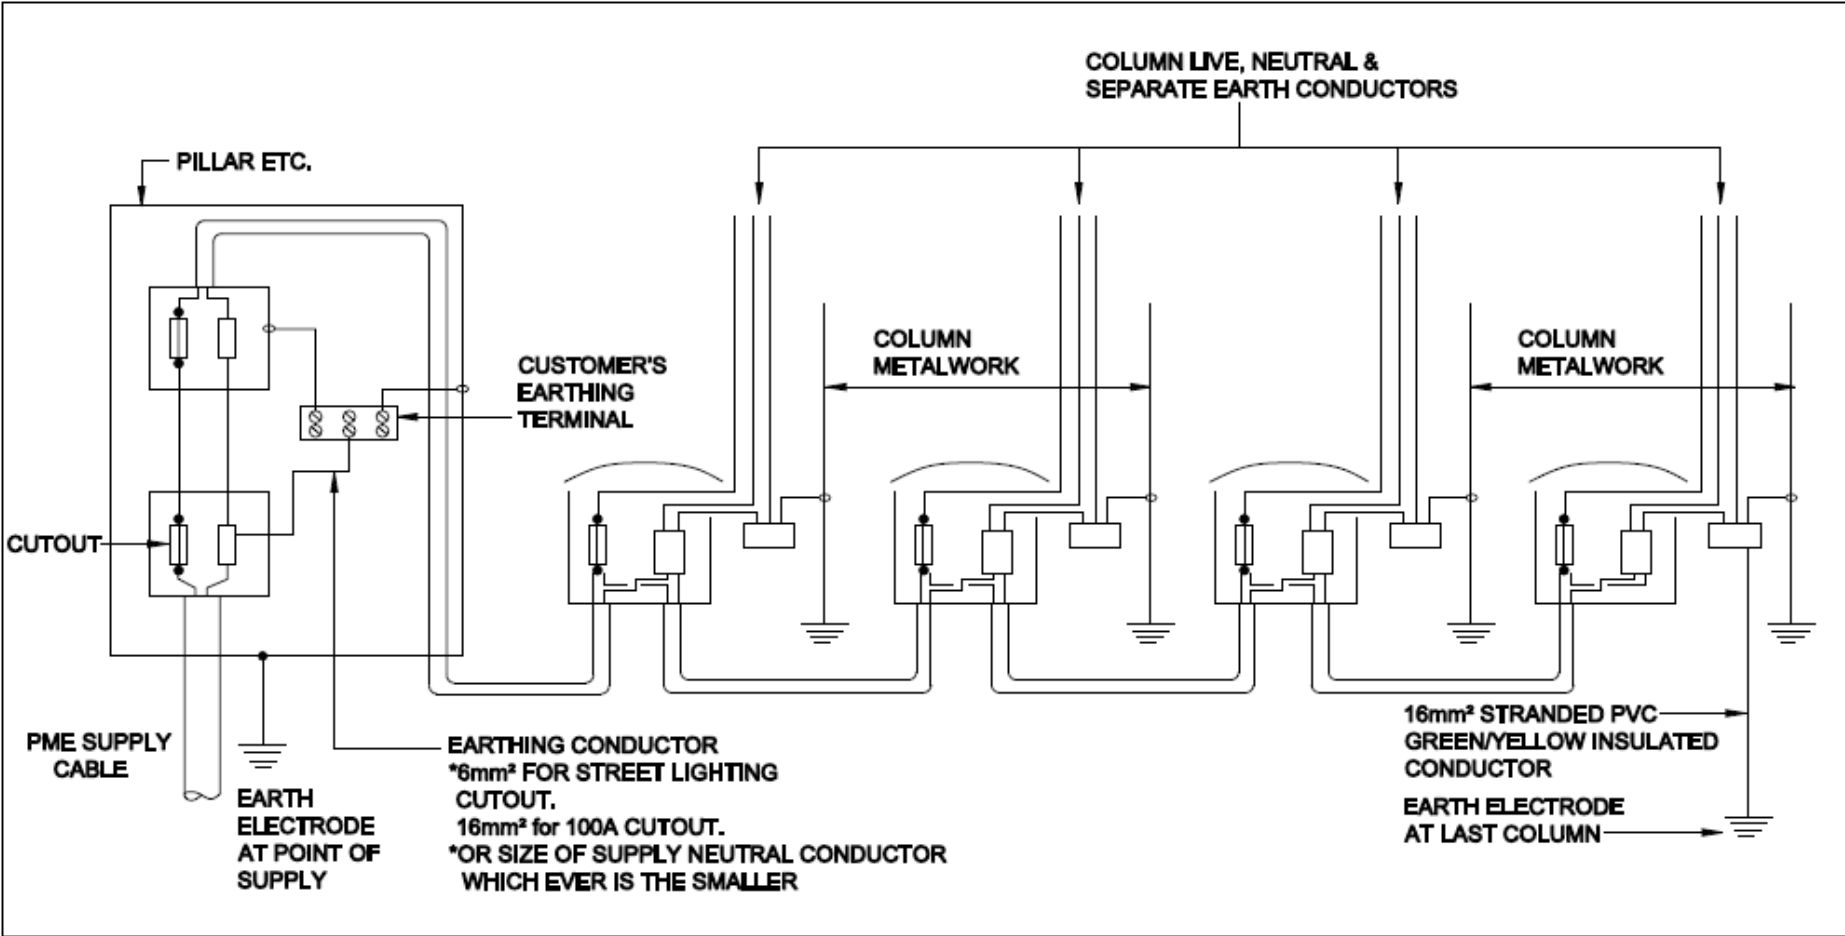 COLUMN LIVE, NEUTRAL &
SEPARATE EARTH CONDUCTORS
PILLAR ETC.
COLUMN
METALWORK
COLUMN
METALWORK
CUSTOMER'S
EARTHING
TERMINAL
CUTOUT
PME SUPPLY
CABLE
EARTH
ELECTRODE
AT POINT OF
SUPPLY
EARTHING CONDUCTOR
*6mm² FOR STREET LIGHTING
CUTOUT.
16mm² for 100A CUTOUT.
*OR SIZE OF SUPPLY NEUTRAL CONDUCTOR
WHICH EVER IS THE SMALLER
16mm² STRANDED PVC
GREEN/YELLOW INSULATED
CONDUCTOR
EARTH ELECTRODE
AT LAST COLUMN